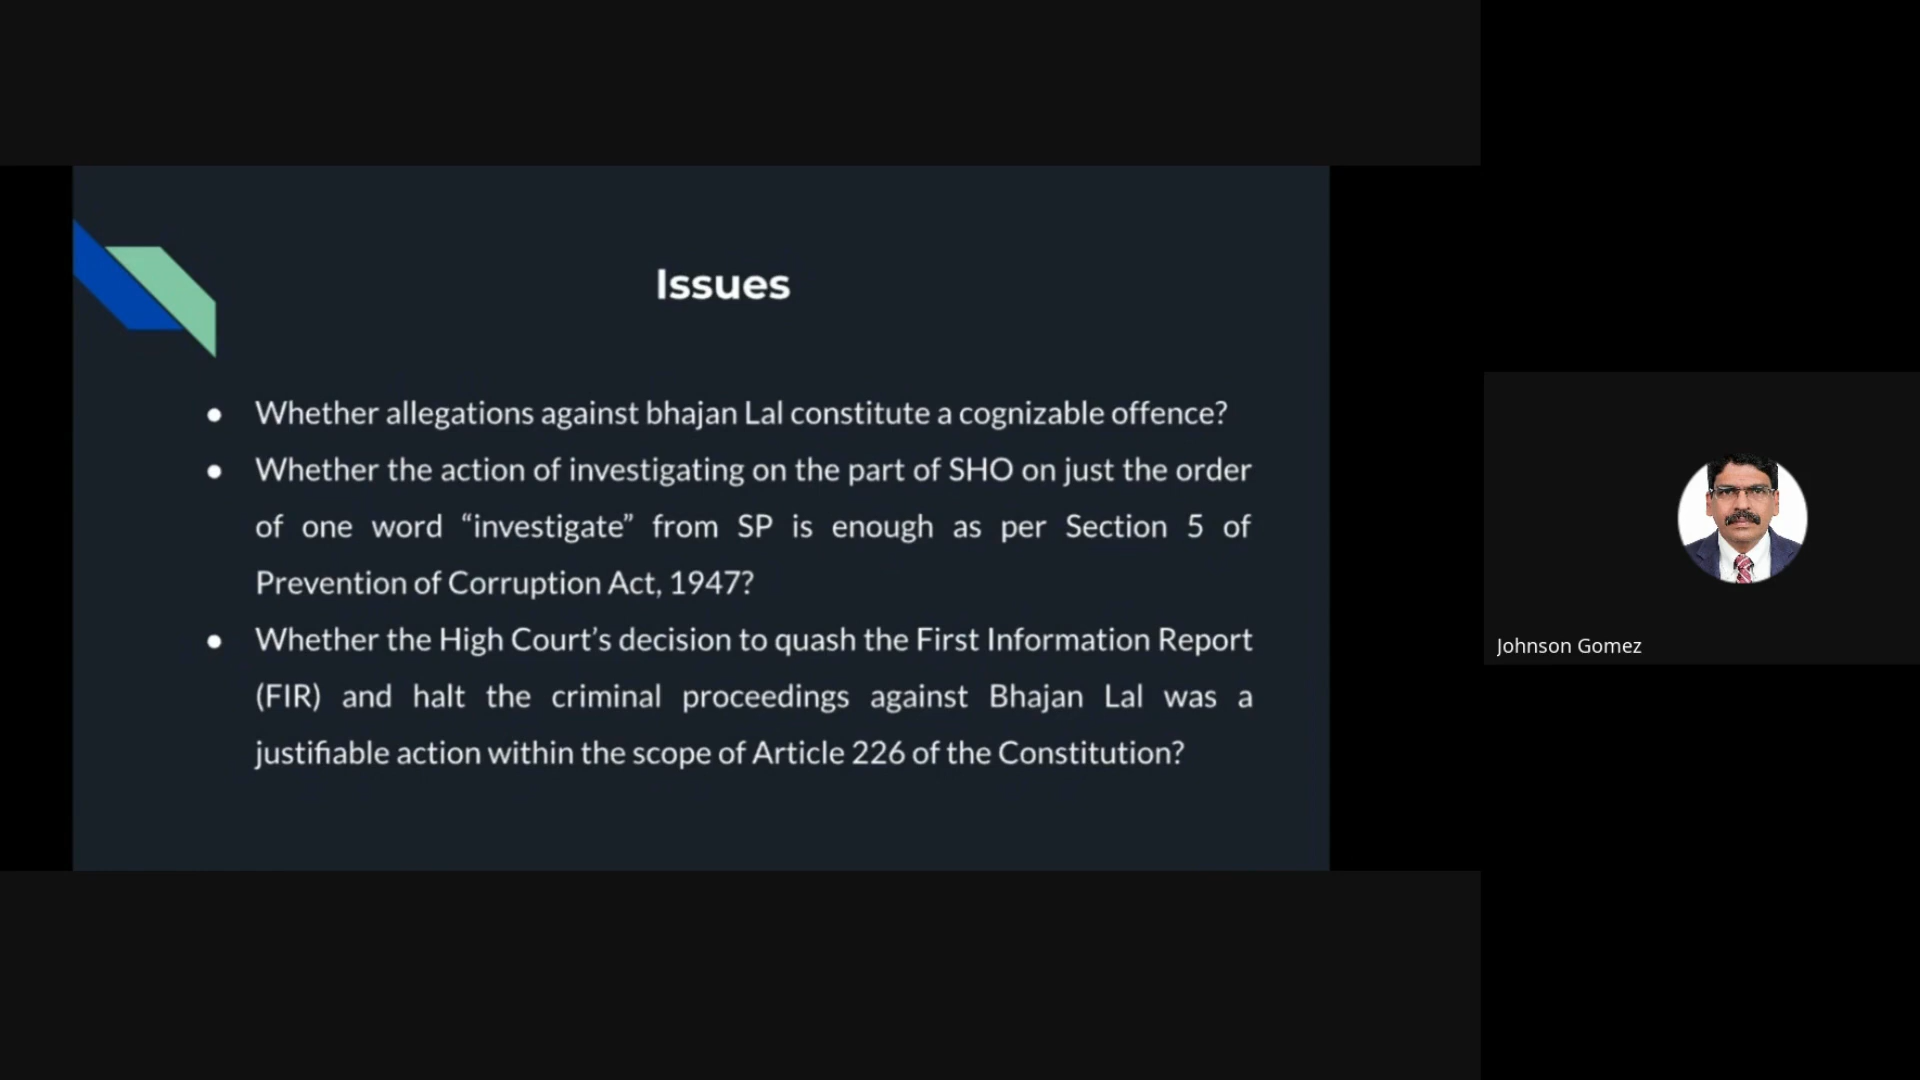 Issues
● Whether allegations against bhajan Lal constitute a cognizable offence?
● Whether the action of investigating on the part of SHO on just the order
of one word “investigate” from SP is enough as per Section 5 of
Prevention of Corruption Act, 1947?
● Whether the High Court’s decision to quash the First Information Report
(FIR) and halt the criminal proceedings against Bhajan Lal was a
justifiable action within the scope of Article 226 of the Constitution?
Johnson Gomez